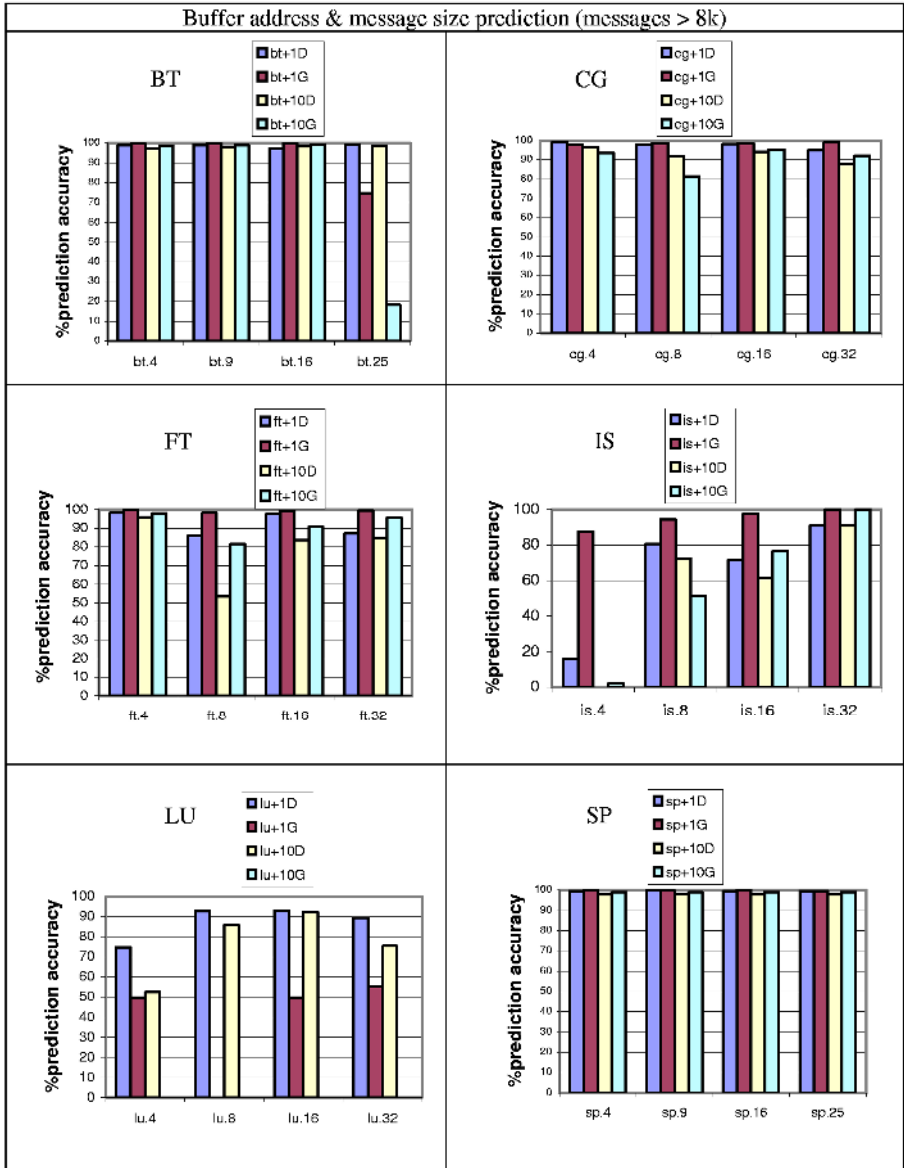 Buffer address & message size prediction (messages > 8k)
BT
bt+1D
bt+1G
bt+10D
bt+10G
%prediction accuracy
100
90
80
70
60
50
40
30
20
10
0
bt.4 bt.9 bt.16 bt.25
CG
cg+1D
cg+1G
cg+10D
cg+10G
%prediction accuracy
100
90
80
70
60
50
40
30
20
10
0
cg.4 cg.8 cg.16 cg.32
FT
ft+1D
ft+1G
ft+10D
ft+10G
%prediction accuracy
100
90
80
70
60
50
40
30
20
10
0
ft.4 ft.8 ft.16 ft.32
IS
is+1D
is+1G
is+10D
is+10G
%prediction accuracy
100
80
60
40
20
0
is.4 is.8 is.16 is.32
LU
lu+1D
lu+1G
lu+10D
lu+10G
%prediction accuracy
100
90
80
70
60
50
40
30
20
10
0
lu.4 lu.8 lu.16 lu.32
SP
sp+1D
sp+1G
sp+10D
sp+10G
%prediction accuracy
100
90
80
70
60
50
40
30
20
10
0
sp.4 sp.9 sp.16 sp.25